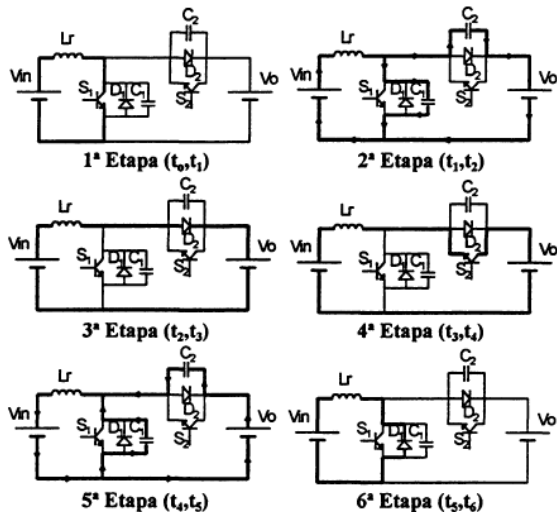 C2
Lr
Vin
S1
D1
C1
D2
S2
Vo
1ª Etapa (to,t1)
C2
Lr
Vin
S1
D1
C1
D2
S2
Vo
2ª Etapa (t1,t2)
C2
Lr
Vin
S1
D1
C1
D2
S2
Vo
3ª Etapa (t2,t3)
C2
Lr
Vin
S1
D1
C1
D2
S2
Vo
4ª Etapa (t3,t4)
C2
Lr
Vin
S1
D1
C1
D2
S2
Vo
5ª Etapa (t4,t5)
C2
Lr
Vin
S1
D1
C1
D2
S2
Vo
6ª Etapa (t5,t6)